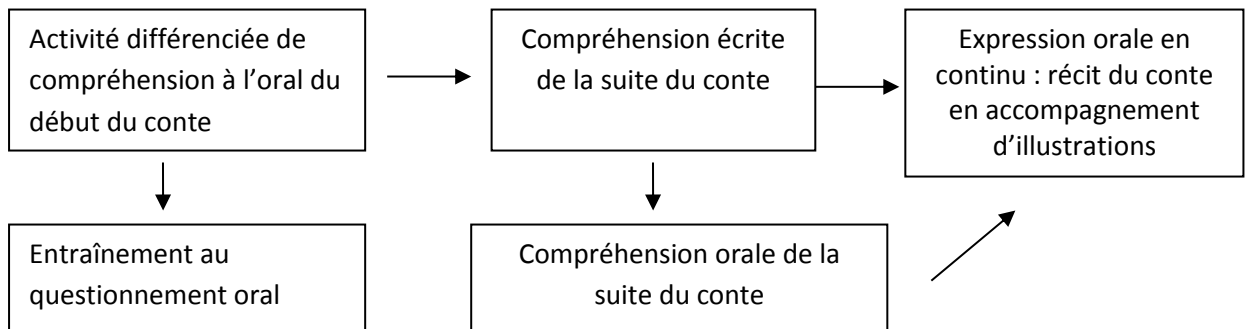 Activité différenciée de
compréhension à l'oral du
début du conte
Compréhension écrite
de la suite du conte
Expression orale en
continu : récit du conte
en accompagnement
d'illustrations
Entraînement au
questionnement oral
Compréhension orale de la
suite du conte